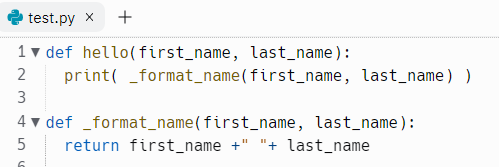 test.py × +
1 ▼ def hello(first_name, last_name):
2   print( _format_name(first_name, last_name) )
3
4 ▼ def _format_name(first_name, last_name):
5   return first_name +" "+ last_name